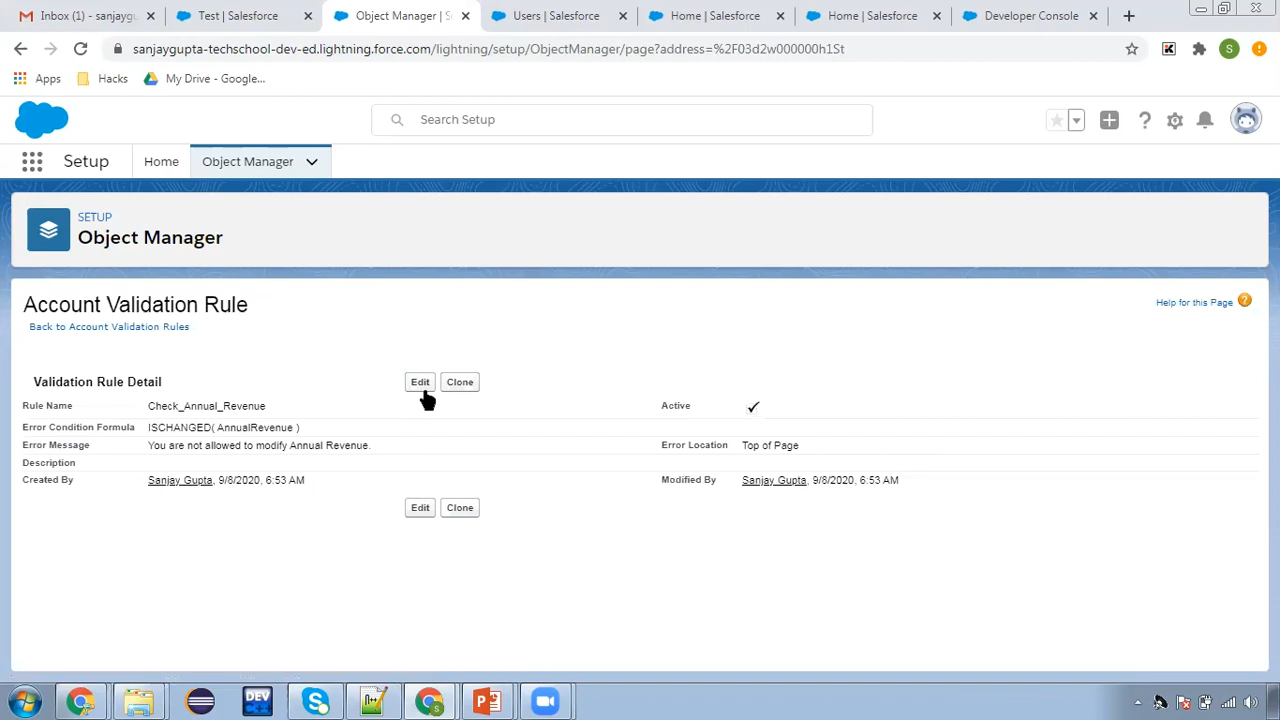 Inbox (1) - sanjaygu
Test | Salesforce
Object Manager | S
Users | Salesforce
Home | Salesforce
Home | Salesforce
Developer Console
sanjaygupta-techschool-dev-ed.lightning.force.com/lightning/setup/ObjectManager/page?address=%2F03d2w000000h1St
K
S
Apps
Hacks
My Drive - Google...
Search Setup
Setup
Home
Object Manager
SETUP
Object Manager
Account Validation Rule
Help for this Page
Back to Account Validation Rules
Validation Rule Detail
Edit
Clone
Rule Name
Check_Annual_Revenue
Active
Error Condition Formula
ISCHANGED( AnnualRevenue )
Error Message
You are not allowed to modify Annual Revenue.
Error Location
Top of Page
Description
Created By
Sanjay Gupta, 9/8/2020, 6:53 AM
Modified By
Sanjay Gupta, 9/8/2020, 6:53 AM
Edit
Clone
DEV